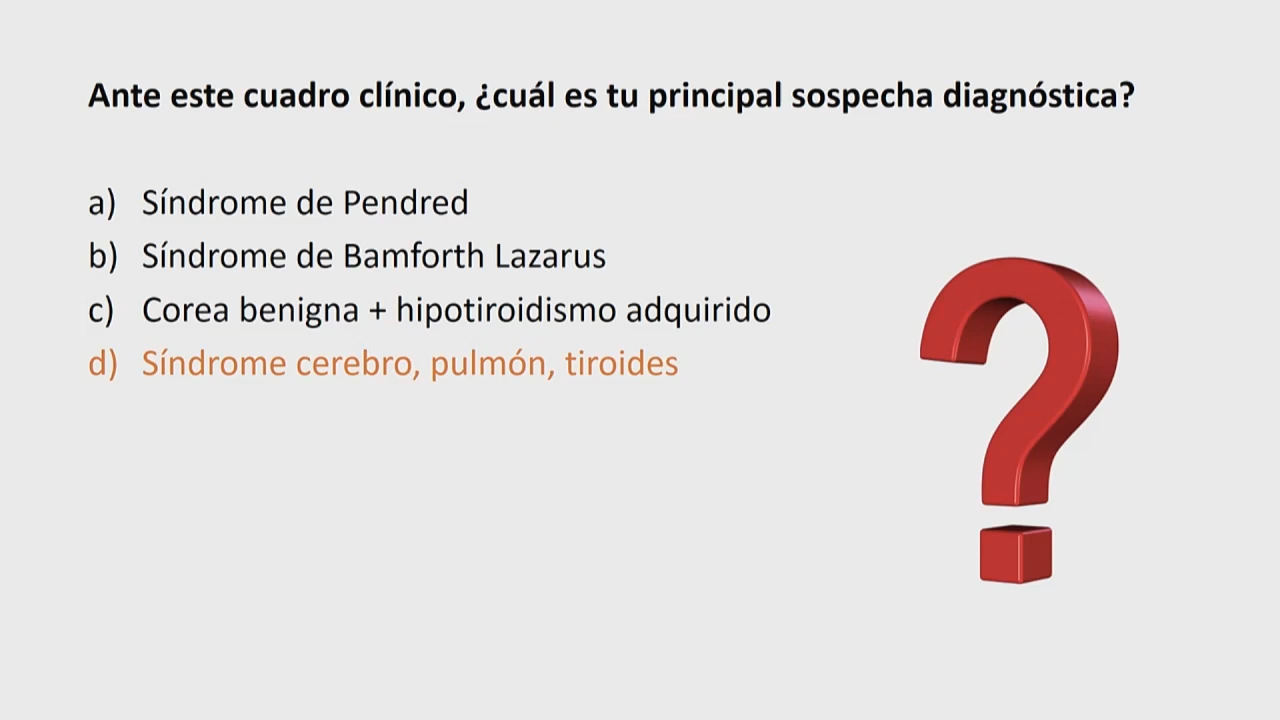 Ante este cuadro clínico, ¿cuál es tu principal sospecha diagnóstica?
a) Síndrome de Pendred
b) Síndrome de Bamforth Lazarus
c) Corea benigna + hipotiroidismo adquirido
d) Síndrome cerebro, pulmón, tiroides